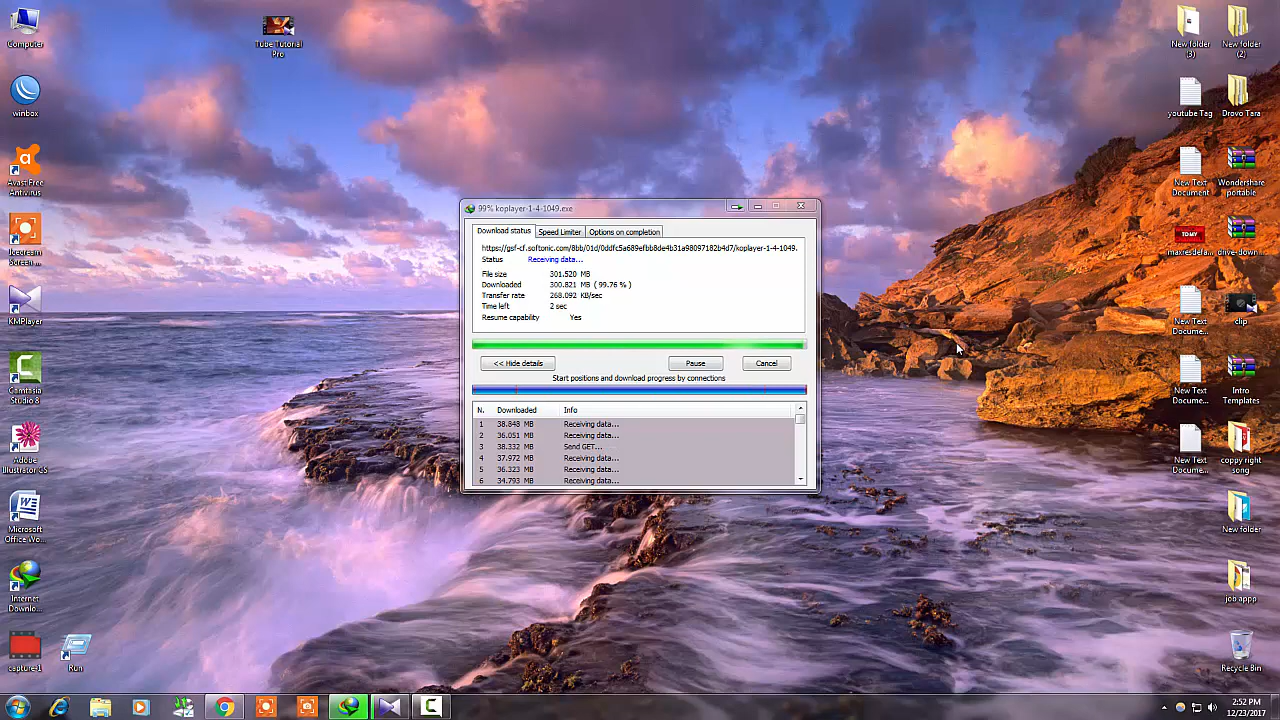 Computer
winbox
Avast Free
Antivirus
Icecream
Screen ...
KMPlayer
Camtasia
Studio 8
Adobe
Illustrator CS
Microsoft
Office Wo...
Internet
Downlo...
capture-1
Run
Tube Tutorial
Pro
99% koplayer-1-4-1049.exe
Download status
Speed Limiter
Options on completion
https://gsf-cf.softonic.com/8bb/01d/0ddfc5a689efbb8de4b31a98097182b4d7/koplayer-1-4-1049.
Status Receiving data...
File size 301.520 MB
Downloaded 300.821 MB ( 99.76 % )
Transfer rate 268.092 KB/sec
Time left 2 sec
Resume capability Yes
<< Hide details
Pause
Cancel
Start positions and download progress by connections
N. Downloaded Info
1 38.848 MB Receiving data...
2 36.051 MB Receiving data...
3 38.332 MB Send GET...
4 37.972 MB Receiving data...
5 36.323 MB Receiving data...
6 34.793 MB Receiving data...
New folder
(3)
New folder
(2)
youtube Tag
Drovo Tara
New Text
Document
Wondershare
portable
TOMY
maxresdefa...
drive-down...
New Text
Docume...
clip
New Text
Docume...
Intro
Templates
New Text
Docume...
coppy right
song
New folder
job appp
Recycle Bin
2:52 PM
12/23/2017